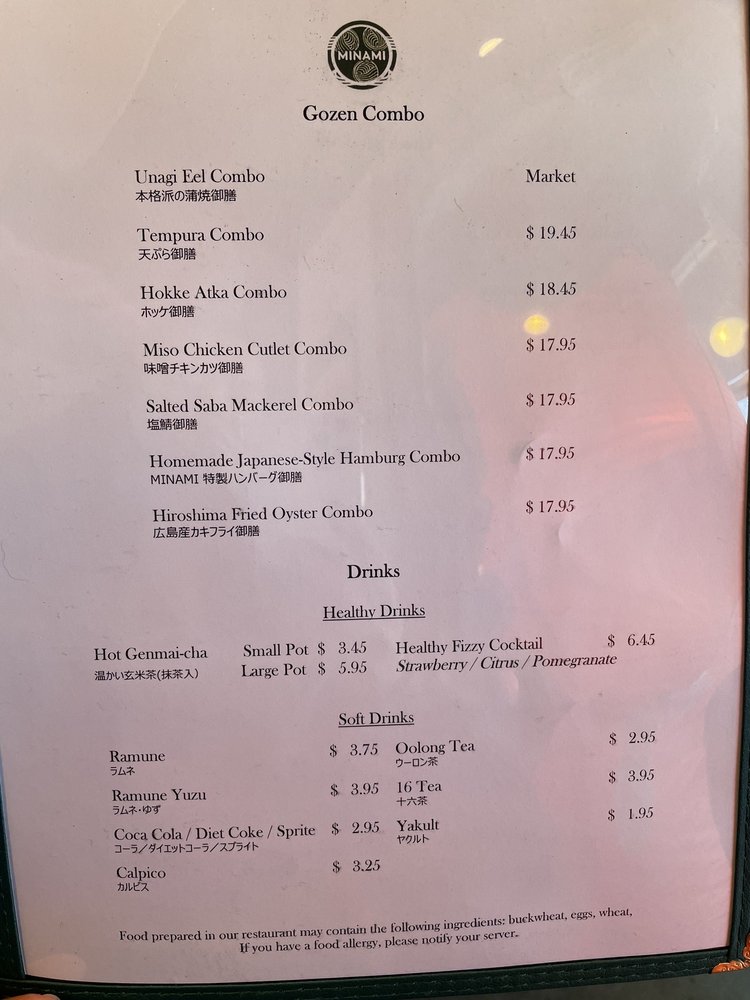 MINAMI
Gozen Combo
Unagi Eel Combo Market
本格派の蒲焼御膳
Tempura Combo $ 19.45
天ぷら御膳
Hokke Atka Combo $ 18.45
ホッケ御膳
Miso Chicken Cutlet Combo $ 17.95
味噌チキンカツ御膳
Salted Saba Mackerel Combo $ 17.95
塩鯖御膳
Homemade Japanese-Style Hamburg Combo $ 17.95
MINAMI 特製ハンバーグ御膳
Hiroshima Fried Oyster Combo $ 17.95
広島産カキフライ御膳
Drinks
Healthy Drinks
Hot Genmai-cha Small Pot $ 3.45 Healthy Fizzy Cocktail $ 6.45
温かい玄米茶(抹茶入) Large Pot $ 5.95 Strawberry / Citrus / Pomegranate
Soft Drinks
Ramune $ 3.75 Oolong Tea $ 2.95
ラムネ ウーロン茶
Ramune Yuzu $ 3.95 16 Tea $ 3.95
ラムネ・ゆず 十六茶
Coca Cola / Diet Coke / Sprite $ 2.95 Yakult $ 1.95
コーラ／ダイエットコーラ／スプライト ヤクルト
Calpico $ 3.25
カルピス
Food prepared in our restaurant may contain the following ingredients: buckwheat, eggs, wheat,
If you have a food allergy, please notify your server.